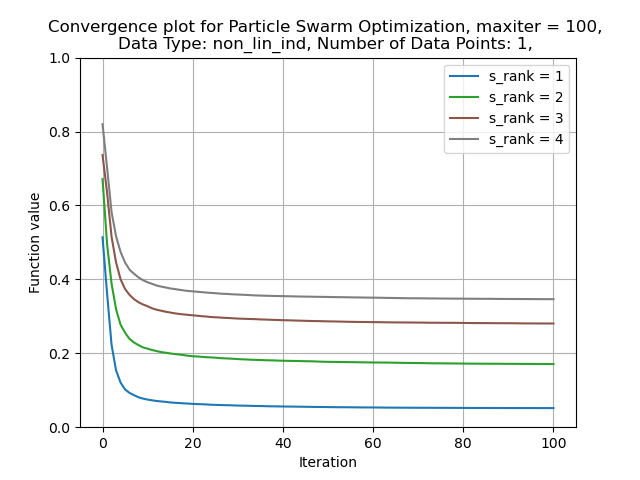 Convergence plot for Particle Swarm Optimization, maxiter = 100,
Data Type: non_lin_ind, Number of Data Points: 1,
1.0
0.8
0.6
0.4
0.2
0.0
Function value
s_rank = 1
s_rank = 2
s_rank = 3
s_rank = 4
0 20 40 60 80 100
Iteration